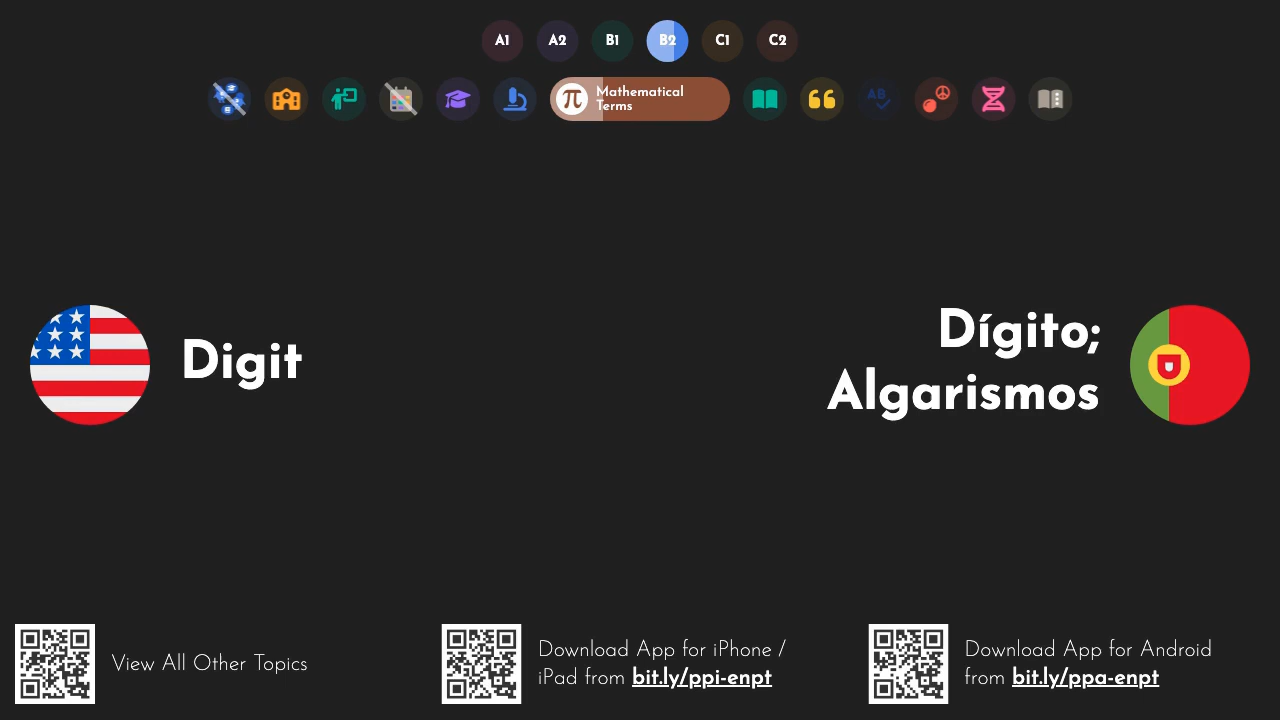 A1 A2 B1 B2 C1 C2
Mathematical
Terms
Digit
Dígito;
Algarismos
View All Other Topics
Download App for iPhone /
iPad from bit.ly/ppi-enpt
Download App for Android
from bit.ly/ppa-enpt